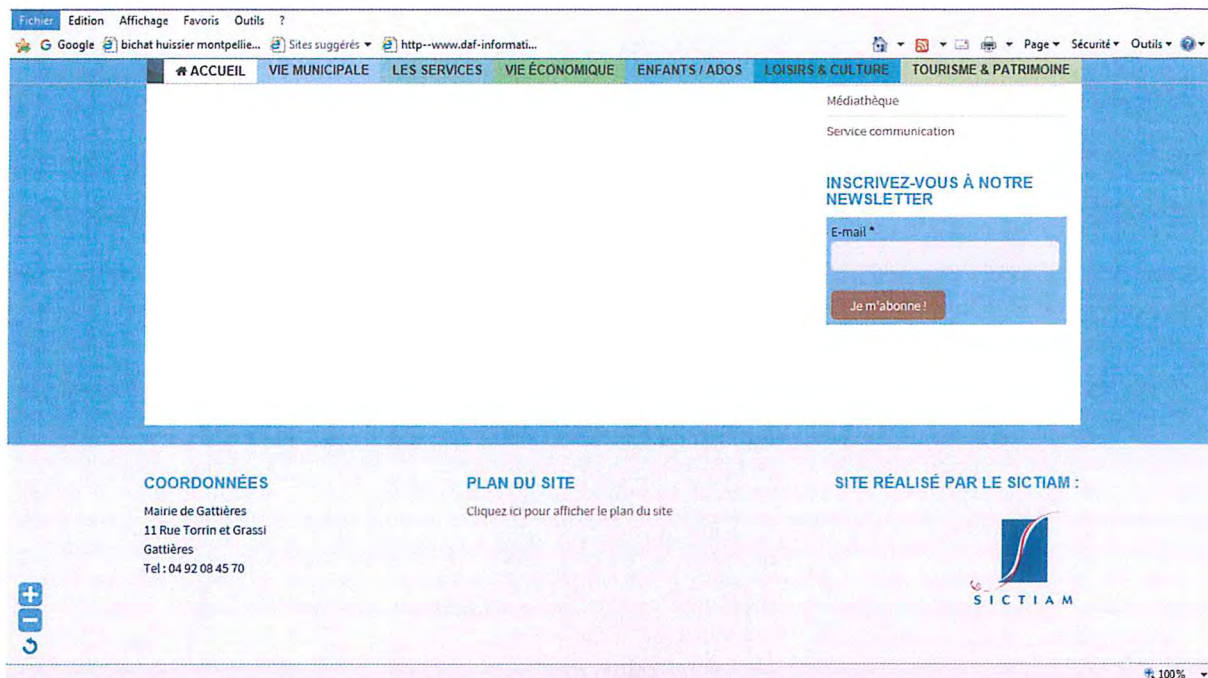 Fichier Edition Affichage Favoris Outils ?
G Google bichat huissier montpellie... Sites suggérés http--www.daf-informati... Page Sécurité Outils
ACCUEIL VIE MUNICIPALE LES SERVICES VIE ÉCONOMIQUE ENFANTS / ADOS LOISIRS & CULTURE TOURISME & PATRIMOINE
Médiathèque
Service communication
INSCRIVEZ-VOUS À NOTRE
NEWSLETTER
E-mail *
Je m'abonne !
COORDONNÉES
Mairie de Gattières
11 Rue Torrin et Grassi
Gattières
Tel : 04 92 08 45 70
PLAN DU SITE
Cliquez ici pour afficher le plan du site
SITE RÉALISÉ PAR LE SICTIAM :
SICTIAM
100%